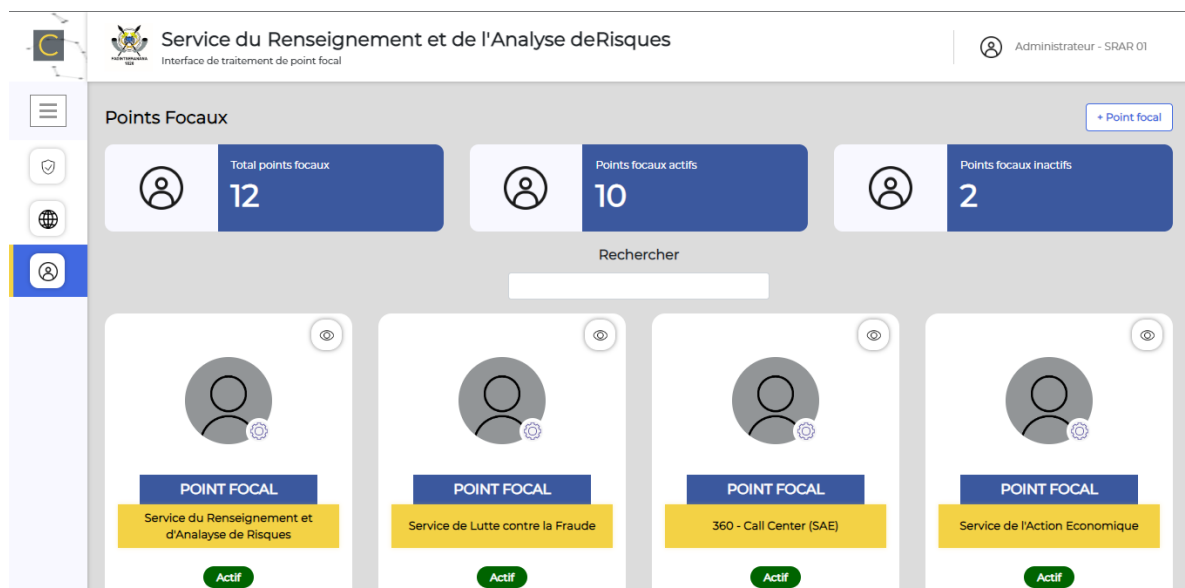 C
Service du Renseignement et de l'Analyse deRisques
Interface de traitement de point focal
Administrateur - SRAR 01
Points Focaux
+ Point focal
Total points focaux
12
Points focaux actifs
10
Points focaux inactifs
2
Rechercher
POINT FOCAL
Service du Renseignement et
d'Analayse de Risques
Actif
POINT FOCAL
Service de Lutte contre la Fraude
Actif
POINT FOCAL
360 - Call Center (SAE)
Actif
POINT FOCAL
Service de l'Action Economique
Actif